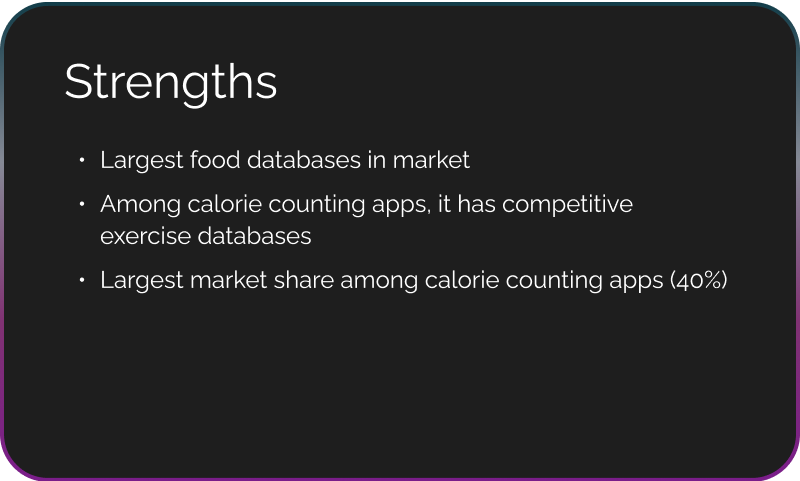 Strengths
• Largest food databases in market
• Among calorie counting apps, it has competitive
exercise databases
• Largest market share among calorie counting apps (40%)